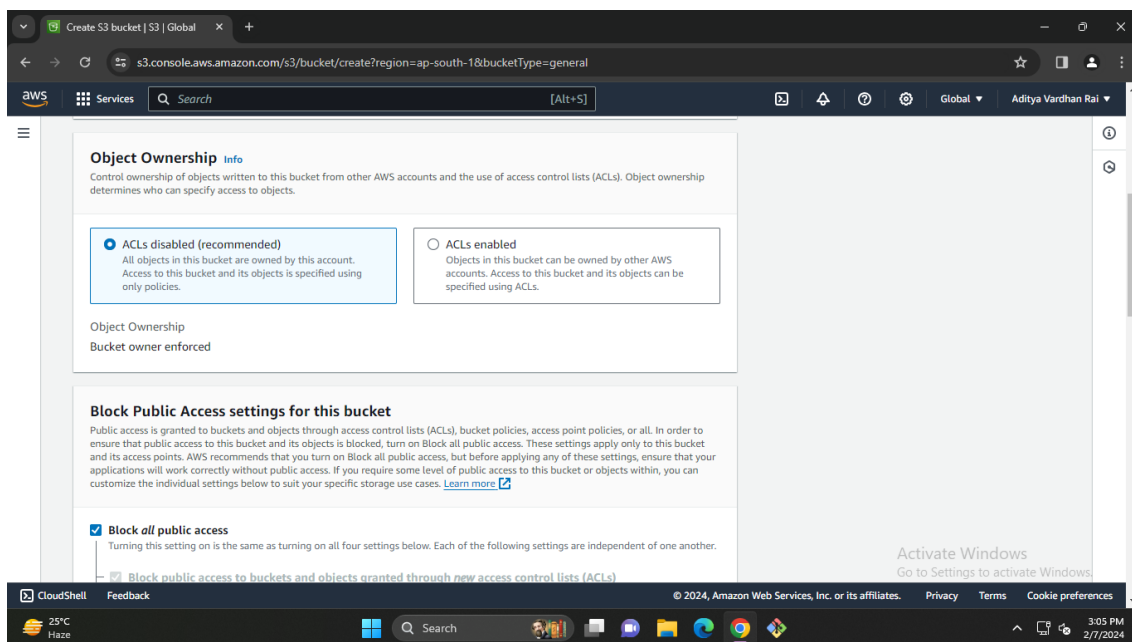 Create S3 bucket | S3 | Global
s3.console.aws.amazon.com/s3/bucket/create?region=ap-south-1&bucketType=general
aws
Services
Search
[Alt+S]
Global
Aditya Vardhan Rai
Object Ownership Info
Control ownership of objects written to this bucket from other AWS accounts and the use of access control lists (ACLs). Object ownership
determines who can specify access to objects.
ACLs disabled (recommended)
All objects in this bucket are owned by this account.
Access to this bucket and its objects is specified using
only policies.
ACLs enabled
Objects in this bucket can be owned by other AWS
accounts. Access to this bucket and its objects can be
specified using ACLs.
Object Ownership
Bucket owner enforced
Block Public Access settings for this bucket
Public access is granted to buckets and objects through access control lists (ACLs), bucket policies, access point policies, or all. In order to
ensure that public access to this bucket and its objects is blocked, turn on Block all public access. These settings apply only to this bucket
and its access points. AWS recommends that you turn on Block all public access, but before applying any of these settings, ensure that your
applications will work correctly without public access. If you require some level of public access to this bucket or objects within, you can
customize the individual settings below to suit your specific storage use cases. Learn more
Block all public access
Turning this setting on is the same as turning on all four settings below. Each of the following settings are independent of one another.
Block public access to buckets and objects granted through new access control lists (ACLs)
Activate Windows
Go to Settings to activate Windows.
CloudShell
Feedback
© 2024, Amazon Web Services, Inc. or its affiliates.
Privacy
Terms
Cookie preferences
25°C
Haze
Search
3:05 PM
2/7/2024